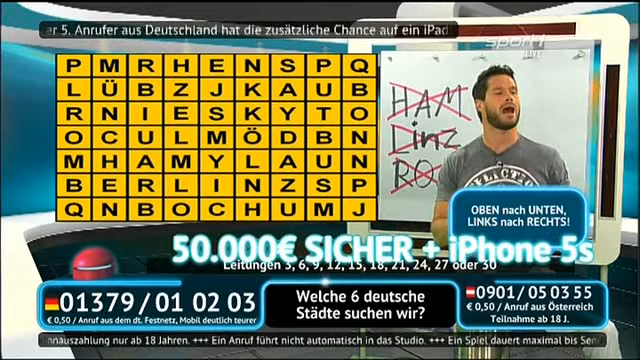 er 5. Anrufer aus Deutschland hat die zusätzliche Chance auf ein iPad
sport1
LIVE
P M R H E N S P Q
L Ü B Z J K A U B
R N I E S K Y T O
O C U L M Ö D B N
M H A M Y L A U N
B E R L I N Z S P
Q N B O C H U M J
HAM
Linz
RO
OBEN nach UNTEN,
LINKS nach RECHTS!
50.000€ SICHER + iPhone 5s
Leitungen 3, 6, 9, 12, 15, 18, 21, 24, 27 oder 30
01379 / 01 02 03
€ 0,50 / Anruf aus dem dt. Festnetz, Mobil deutlich teurer
Welche 6 deutsche
Städte suchen wir?
0901 / 05 03 55
€ 0,50 / Anruf aus Österreich
Teilnahme ab 18 J.
innauszahlung nur ab 18 Jahren. +++ Ein Anruf führt nicht automatisch in das Studio. +++ Ein Spiel dauert maximal bis Sen